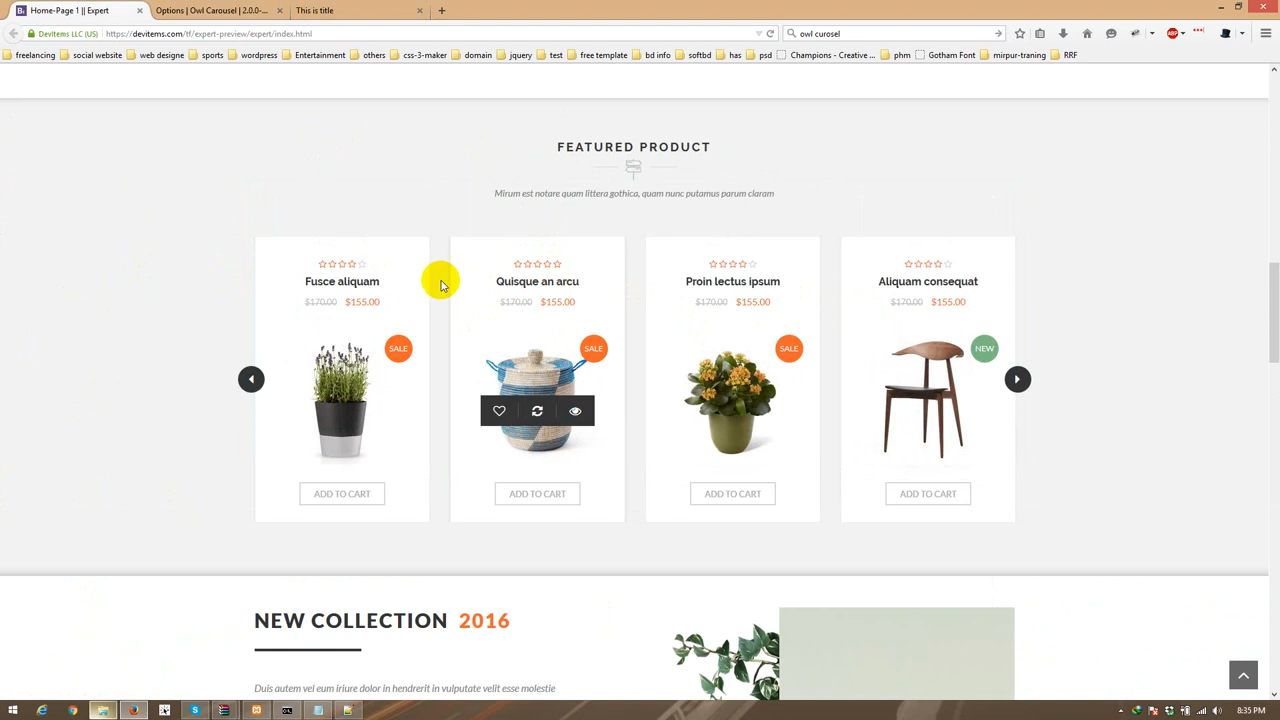 Home-Page 1 || Expert
Options | Owl Carousel | 2.0.0-...
This is title
DevItems LLC (US)
https://devitems.com/tf/expert-preview/expert/index.html
owl curosel
ABP
freelancing
social website
web designe
sports
wordpress
Entertainment
others
css-3-maker
domain
jquery
test
free template
bd info
softbd
has
psd
Champions - Creative ...
phm
Gotham Font
mirpur-traning
RRF
FEATURED PRODUCT
Mirum est notare quam littera gothica, quam nunc putamus parum claram
Fusce aliquam
$170.00 $155.00
SALE
ADD TO CART
Quisque an arcu
$170.00 $155.00
SALE
ADD TO CART
Proin lectus ipsum
$170.00 $155.00
SALE
ADD TO CART
Aliquam consequat
$170.00 $155.00
NEW
ADD TO CART
NEW COLLECTION 2016
Duis autem vel eum iriure dolor in hendrerit in vulputate velit esse molestie
8:35 PM